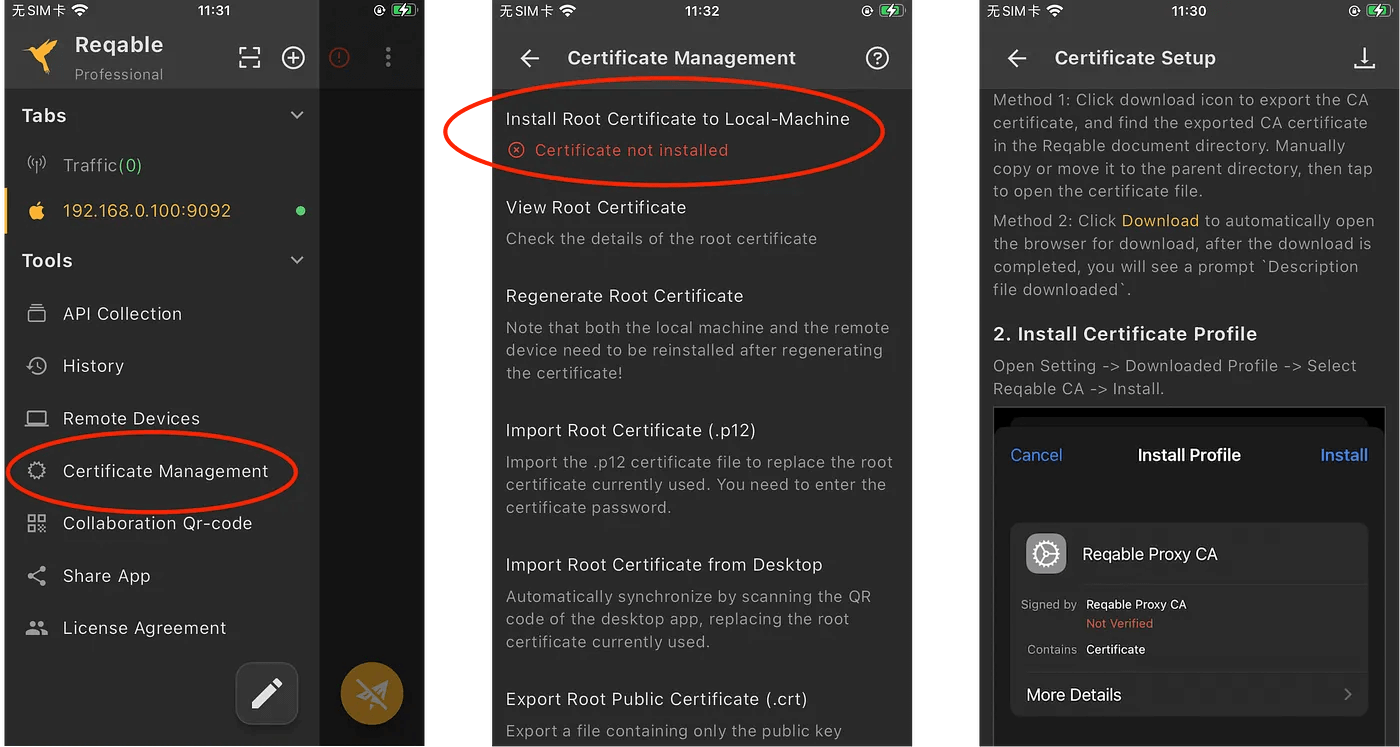 无SIM卡 11:31
Reqable
Professional
Tabs
Traffic(0)
192.168.0.100:9092
Tools
API Collection
History
Remote Devices
Certificate Management
Collaboration Qr-code
Share App
License Agreement
无SIM卡 11:32
Certificate Management
Install Root Certificate to Local-Machine
Certificate not installed
View Root Certificate
Check the details of the root certificate
Regenerate Root Certificate
Note that both the local machine and the remote
device need to be reinstalled after regenerating
the certificate!
Import Root Certificate (.p12)
Import the .p12 certificate file to replace the root
certificate currently used. You need to enter the
certificate password.
Import Root Certificate from Desktop
Automatically synchronize by scanning the QR
code of the desktop app, replacing the root
certificate currently used.
Export Root Public Certificate (.crt)
Export a file containing only the public key
无SIM卡 11:30
Certificate Setup
Method 1: Click download icon to export the CA
certificate, and find the exported CA certificate
in the Reqable document directory. Manually
copy or move it to the parent directory, then tap
to open the certificate file.
Method 2: Click Download to automatically open
the browser for download, after the download is
completed, you will see a prompt `Description
file downloaded`.
2. Install Certificate Profile
Open Setting -> Downloaded Profile -> Select
Reqable CA -> Install.
Cancel Install Profile Install
Reqable Proxy CA
Signed by Reqable Proxy CA
Not Verified
Contains Certificate
More Details